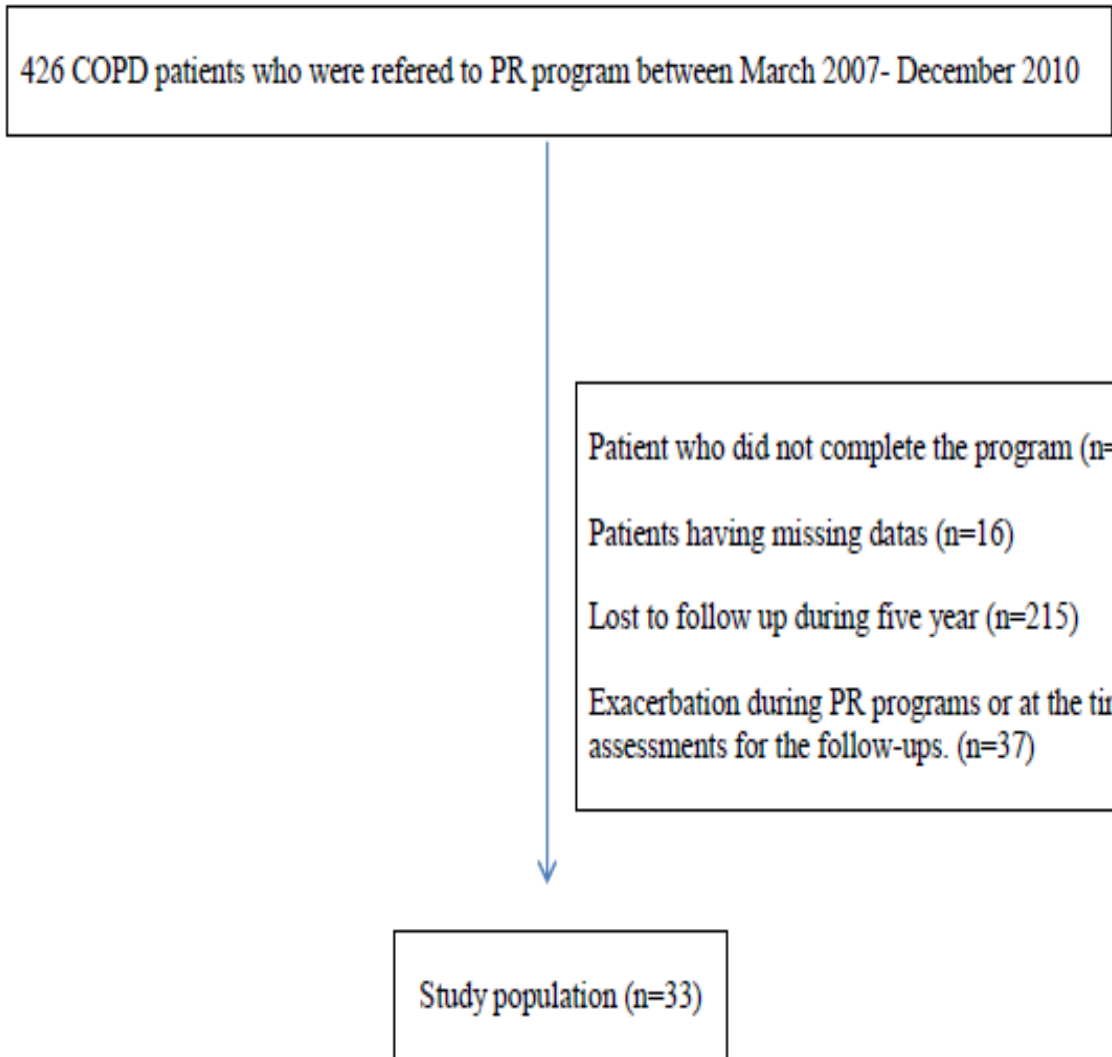 426 COPD patients who were refered to PR program between March 2007- December 2010
Patient who did not complete the program (n=
Patients having missing datas (n=16)
Lost to follow up during five year (n=215)
Exacerbation during PR programs or at the
assessments for the follow-ups. (n=37)
Study population (n=33)